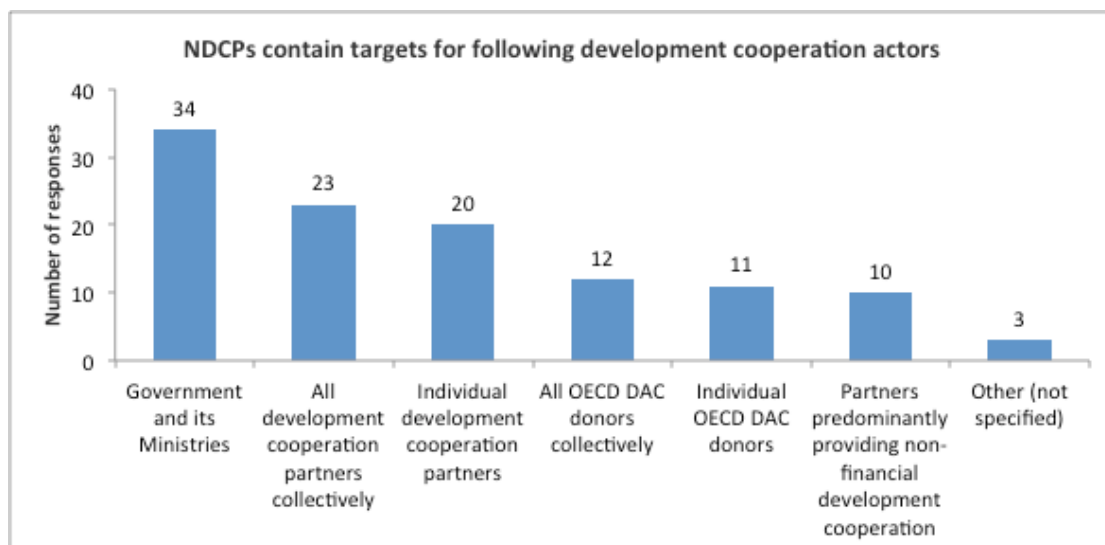 NDCPs contain targets for following development cooperation actors
Number of responses
40
30
20
10
0
34
23
20
12
11
10
3
Government
and its
Ministries
All
development
cooperation
partners
collectively
Individual
development
cooperation
partners
All OECD DAC
donors
collectively
Individual
OECD DAC
donors
Partners
predominantly
providing non-
financial
development
cooperation
Other (not
specified)